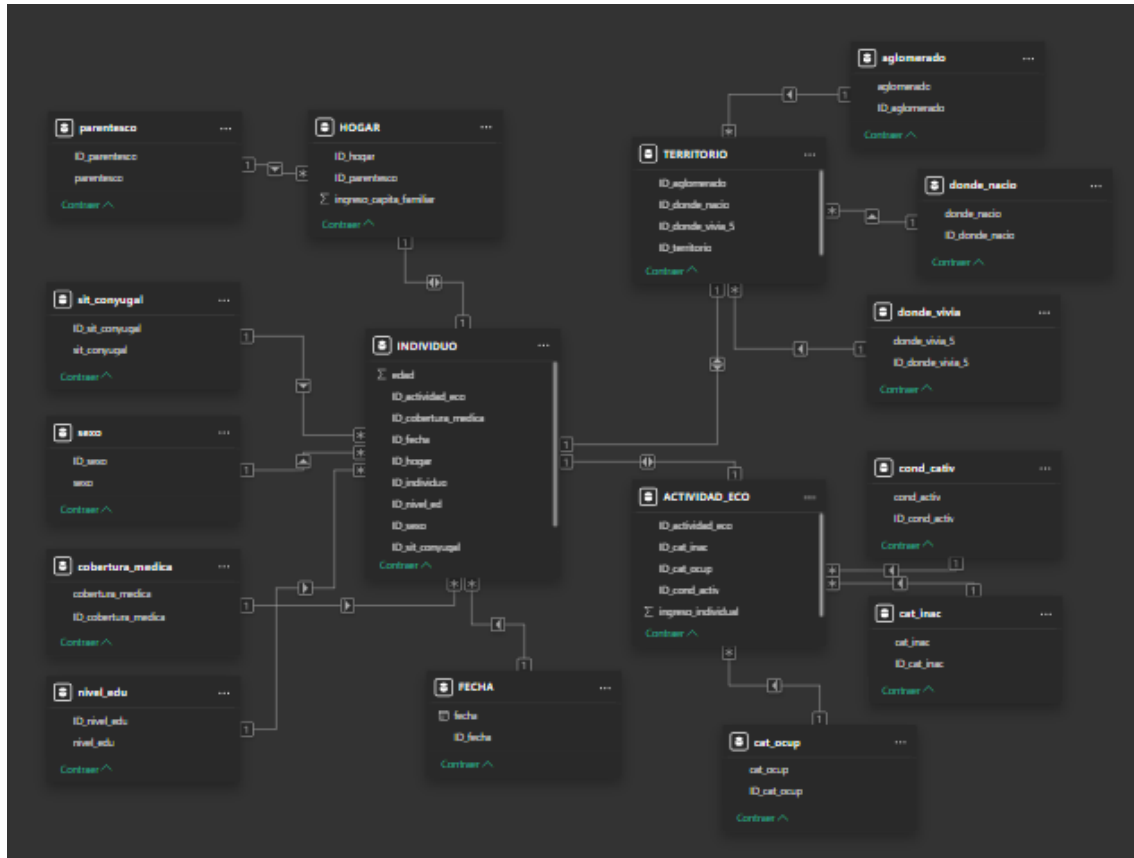 aglomerado
aglomerado
ID_aglomerado
Contraer
parentesco
ID_parentesco
parentesco
Contraer
HOGAR
ID_hogar
ID_parentesco
ingreso_capita_familiar
Contraer
TERRITORIO
ID_aglomerado
ID_donde_nacio
ID_donde_vivia_5
ID_territorio
Contraer
donde_nacio
donde_nacio
ID_donde_nacio
Contraer
sit_conyugal
ID_sit_conyugal
sit_conyugal
Contraer
donde_vivia
donde_vivia_5
ID_donde_vivia_5
Contraer
INDIVIDUO
edad
ID_actividad_eco
ID_cobertura_medica
ID_fecha
ID_hogar
ID_individuo
ID_nivel_ed
ID_sexo
ID_sit_conyugal
Contraer
sexo
ID_sexo
sexo
Contraer
cond_cativ
cond_activ
ID_cond_activ
Contraer
ACTIVIDAD_ECO
ID_actividad_eco
ID_cat_inac
ID_cat_ocup
ID_cond_activ
ingreso_individual
Contraer
cobertura_medica
cobertura_medica
ID_cobertura_medica
Contraer
cat_inac
cat_inac
ID_cat_inac
Contraer
nivel_edu
ID_nivel_edu
nivel_edu
Contraer
FECHA
fecha
ID_fecha
Contraer
cat_ocup
cat_ocup
ID_cat_ocup
Contraer